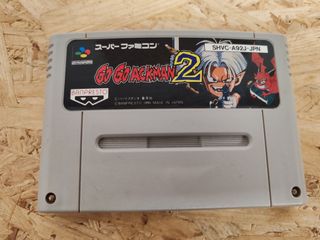 スーパーファミコン
SHVC-A92J-JPN
GO GO ACKMAN 2
BANPRESTO
MADE IN JAPAN